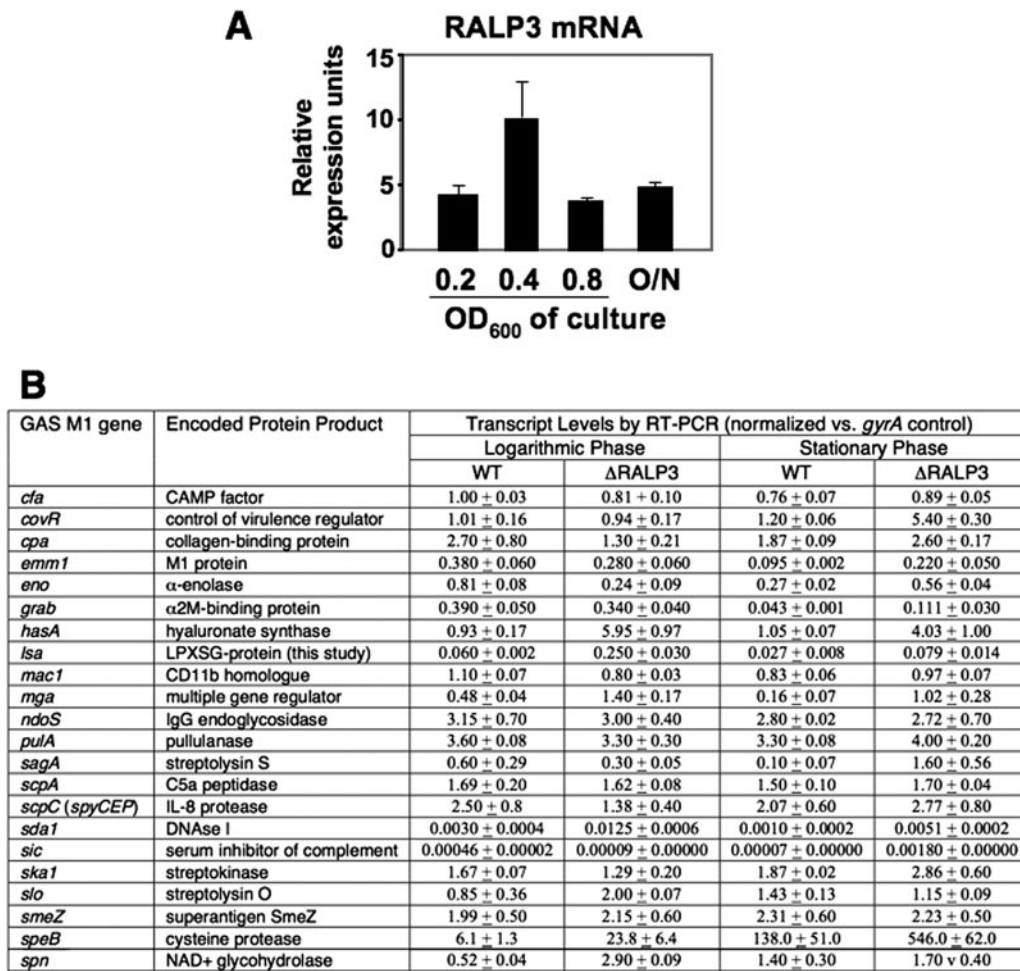 A
RALP3 mRNA
Relative
expression units
15
10
5
0
0.2 0.4 0.8 O/N
OD600 of culture
B
GAS M1 gene Encoded Protein Product Transcript Levels by RT-PCR (normalized vs. gyrA control)
Logarithmic Phase Stationary Phase
WT ΔRALP3 WT ΔRALP3
cfa CAMP factor 1.00 ± 0.03 0.81 + 0.10 0.76 ± 0.07 0.89 ± 0.05
covR control of virulence regulator 1.01 ± 0.16 0.94 ± 0.17 1.20 ± 0.06 5.40 ± 0.30
cpa collagen-binding protein 2.70 ± 0.80 1.30 ± 0.21 1.87 ± 0.09 2.60 ± 0.17
emm1 M1 protein 0.380 ± 0.060 0.280 ± 0.060 0.095 ± 0.002 0.220 ± 0.050
eno α-enolase 0.81 ± 0.08 0.24 ± 0.09 0.27 ± 0.02 0.56 ± 0.04
grab α2M-binding protein 0.390 ± 0.050 0.340 ± 0.040 0.043 ± 0.001 0.111 ± 0.030
hasA hyaluronate synthase 0.93 ± 0.17 5.95 ± 0.97 1.05 ± 0.07 4.03 ± 1.00
lsa LPXSG-protein (this study) 0.060 ± 0.002 0.250 ± 0.030 0.027 ± 0.008 0.079 ± 0.014
mac1 CD11b homologue 1.10 ± 0.07 0.80 ± 0.03 0.83 ± 0.06 0.97 ± 0.07
mga multiple gene regulator 0.48 ± 0.04 1.40 ± 0.17 0.16 ± 0.07 1.02 ± 0.28
ndoS IgG endoglycosidase 3.15 ± 0.70 3.00 ± 0.40 2.80 ± 0.02 2.72 ± 0.70
pulA pullulanase 3.60 ± 0.08 3.30 ± 0.30 3.30 ± 0.08 4.00 ± 0.20
sagA streptolysin S 0.60 ± 0.29 0.30 ± 0.05 0.10 ± 0.07 1.60 ± 0.56
scpA C5a peptidase 1.69 ± 0.20 1.62 ± 0.08 1.50 ± 0.10 1.70 ± 0.04
scpC (spyCEP) IL-8 protease 2.50 ± 0.8 1.38 ± 0.40 2.07 ± 0.60 2.77 ± 0.80
sda1 DNAse I 0.0030 ± 0.0004 0.0125 ± 0.0006 0.0010 ± 0.0002 0.0051 ± 0.0002
sic serum inhibitor of complement 0.00046 ± 0.00002 0.00009 ± 0.00000 0.00007 ± 0.00000 0.00180 ± 0.00000
ska1 streptokinase 1.67 ± 0.07 1.29 ± 0.20 1.87 ± 0.02 2.86 ± 0.60
slo streptolysin O 0.85 ± 0.36 2.00 ± 0.07 1.43 ± 0.13 1.15 ± 0.09
smeZ superantigen SmeZ 1.99 ± 0.50 2.15 ± 0.60 2.31 ± 0.60 2.23 ± 0.50
speB cysteine protease 6.1 ± 1.3 23.8 ± 6.4 138.0 ± 51.0 546.0 ± 62.0
spn NAD+ glycohydrolase 0.52 ± 0.04 2.90 ± 0.09 1.40 ± 0.30 1.70 v 0.40